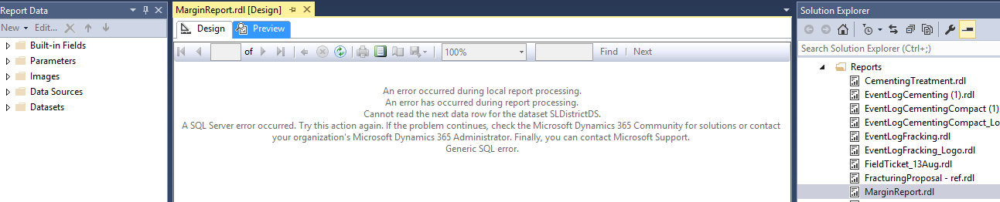 Report Data
New Edit...
Built-in Fields
Parameters
Images
Data Sources
Datasets
MarginReport.rdl [Design]
Design Preview
of 100% Find | Next
An error occurred during local report processing.
An error has occurred during report processing.
Cannot read the next data row for the dataset SLDistrictDS.
A SQL Server error occurred. Try this action again. If the problem continues, check the Microsoft Dynamics 365 Community for solutions or contact
your organization's Microsoft Dynamics 365 Administrator. Finally, you can contact Microsoft Support.
Generic SQL error.
Solution Explorer
Search Solution Explorer (Ctrl+;)
Reports
CementingTreatment.rdl
EventLogCementing (1).rdl
EventLogCementingCompact (1)
EventLogCementingCompact_Lo
EventLogFracking.rdl
EventLogFracking_Logo.rdl
FieldTicket_13Aug.rdl
FracturingProposal - ref.rdl
MarginReport.rdl